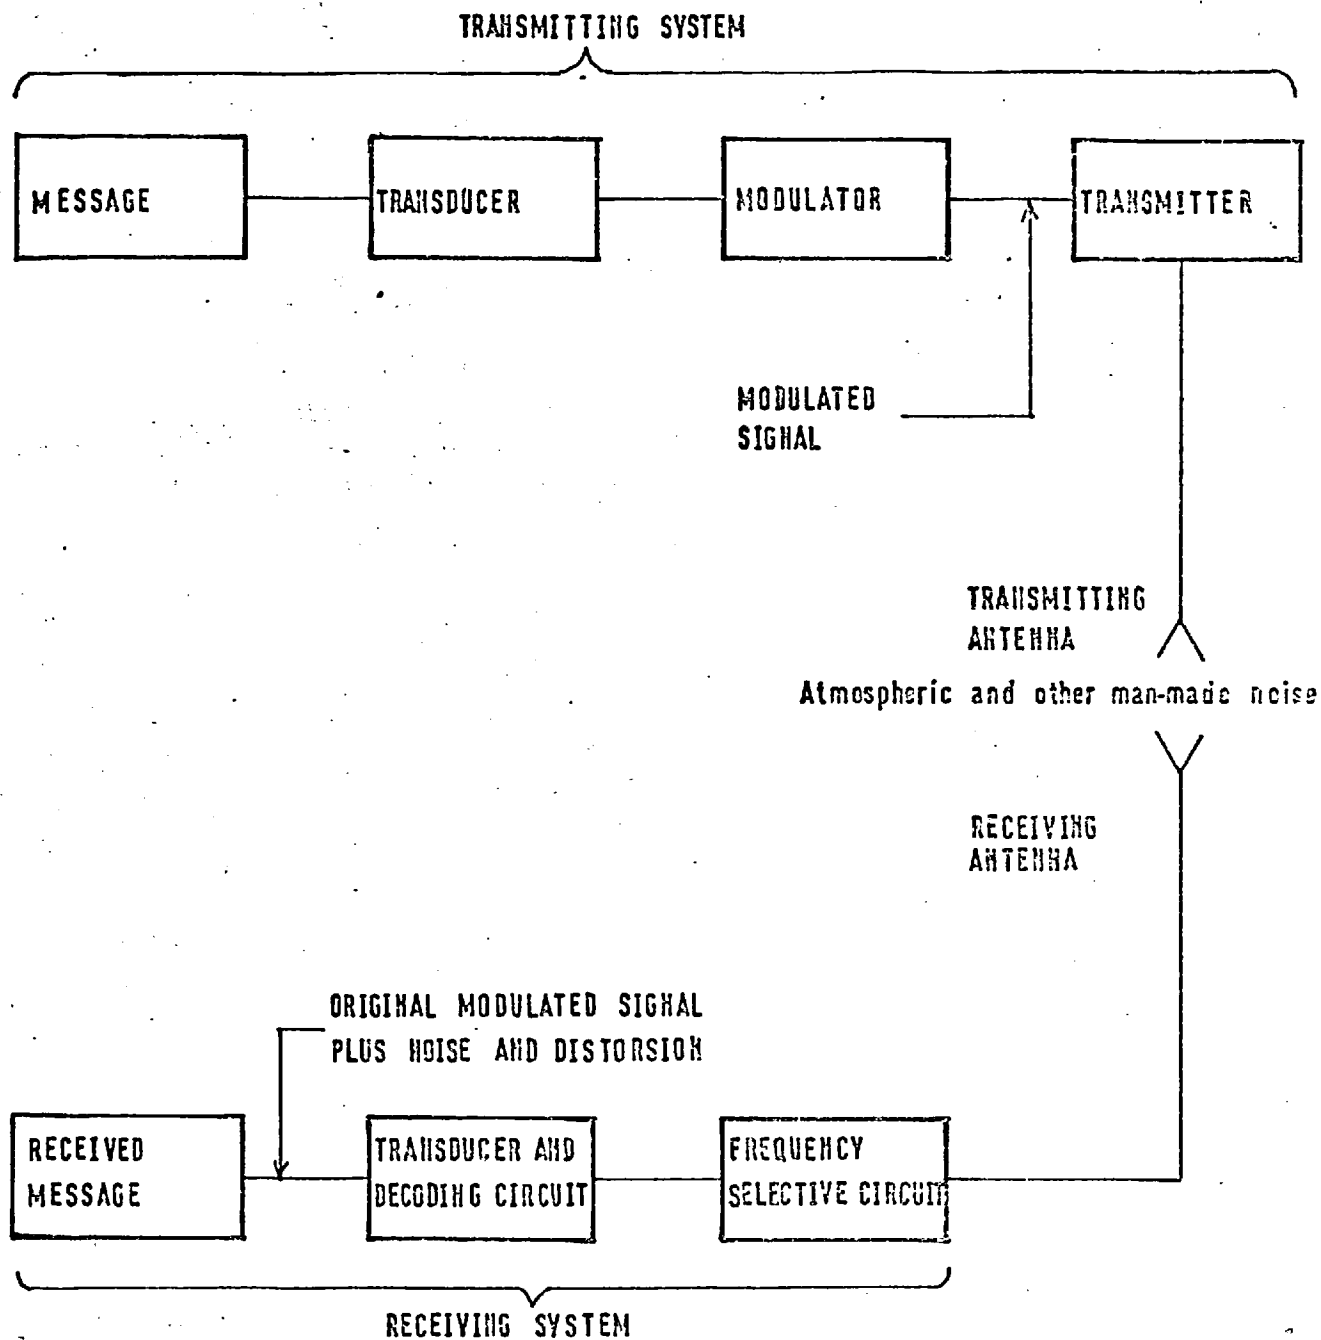 TRANSMITTING SYSTEM
MESSAGE
TRANSDUCER
MODULATOR
TRANSMITTER
MODULATED
SIGNAL
TRANSMITTING
ANTENNA
Atmospheric and other man-made noise
RECEIVING
ANTENNA
ORIGINAL MODULATED SIGNAL
PLUS NOISE AND DISTORSION
RECEIVED
MESSAGE
TRANSDUCER AND
DECODING CIRCUIT
FREQUENCY
SELECTIVE CIRCUIT
RECEIVING SYSTEM